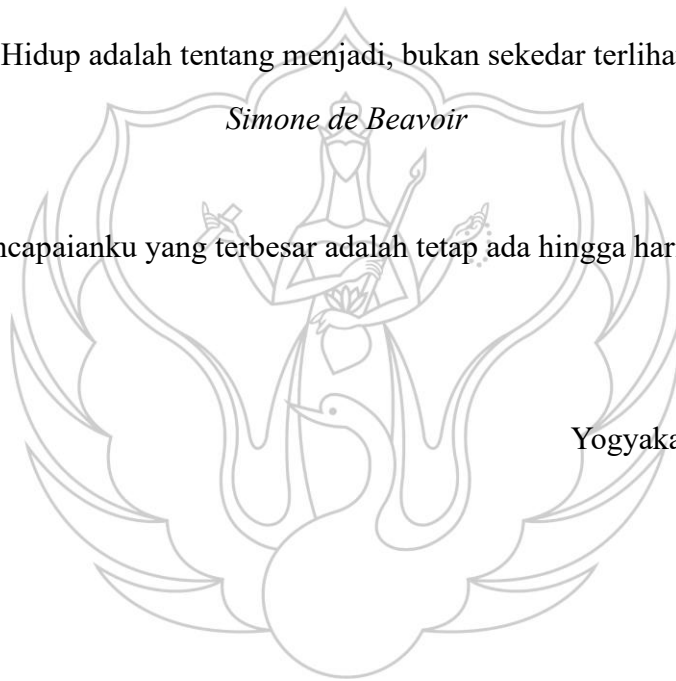 Hidup adalah tentang menjadi, bukan sekedar
Simone de Beavoir
yang terbesar adalah tetap ada hingga